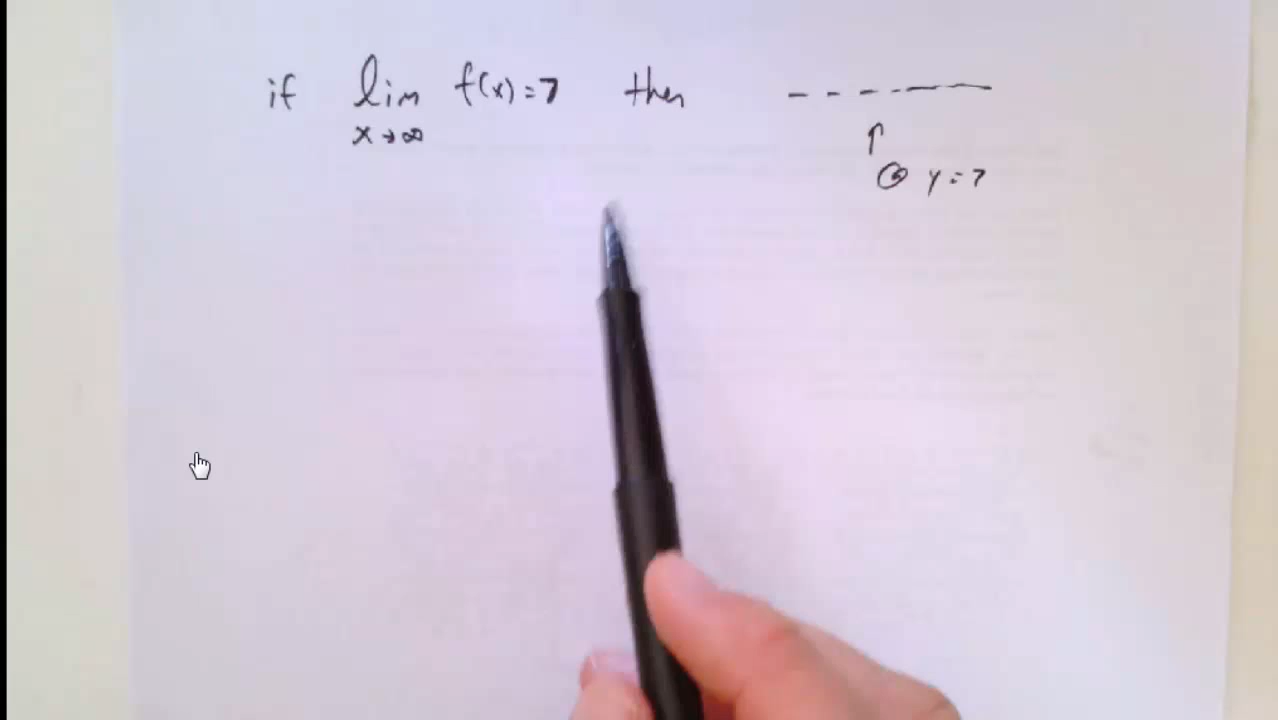 if lim f(x)=7 then
x→∞
@ y=7